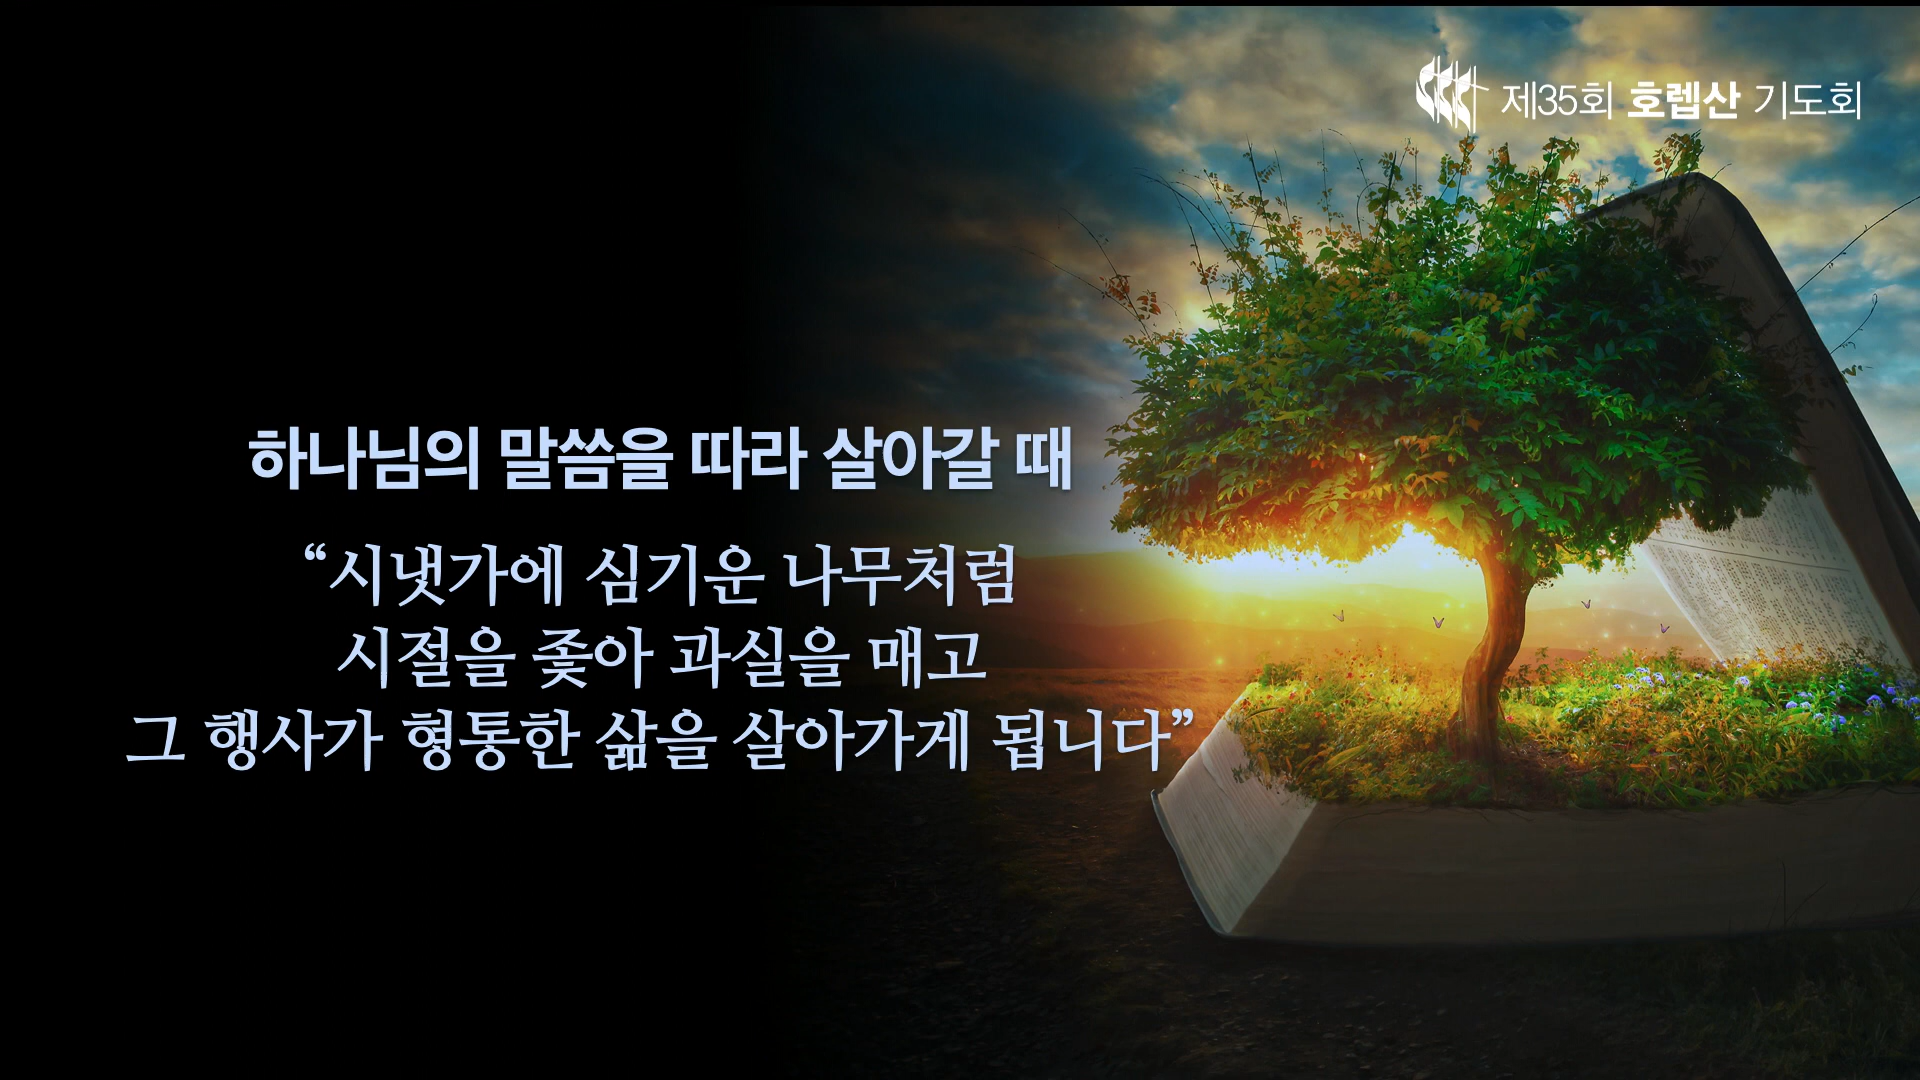 제35회 호렙산 기도회
하나님의 말씀을 따라 살아갈 때
“시냇가에 심기운 나무처럼
시절을 좇아 과실을 매고
그 행사가 형통한 삶을 살아가게 됩니다”